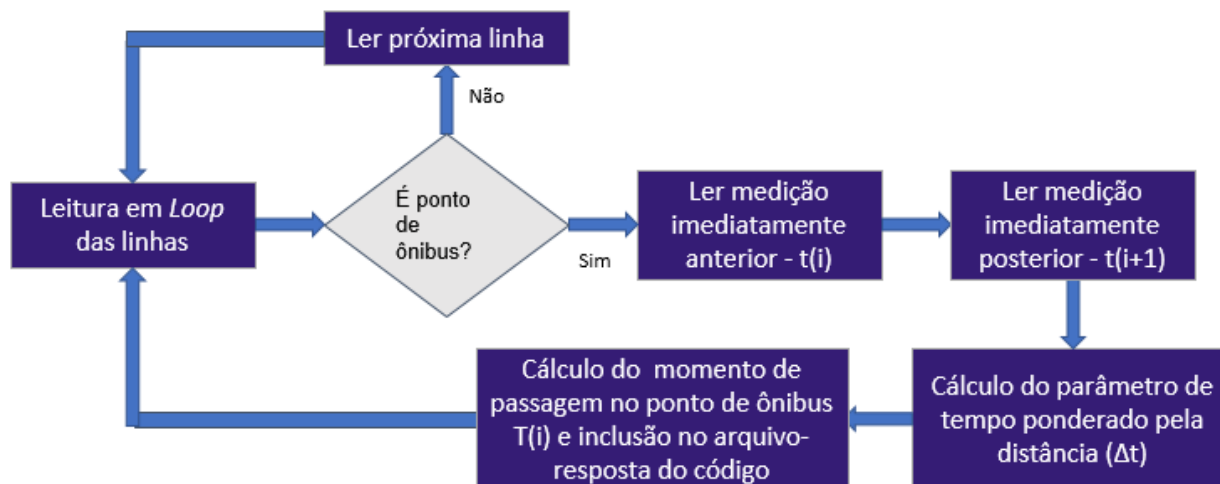 Ler próxima linha
Não
Leitura em Loop
das linhas
É ponto
de
ônibus?
Sim
Ler medição
imediatamente
anterior - t(i)
Ler medição
imediatamente
posterior - t(i+1)
Cálculo do parâmetro de
tempo ponderado pela
distância (Δt)
Cálculo do  momento de
passagem no ponto de ônibus
T(i) e inclusão no arquivo-
resposta do código